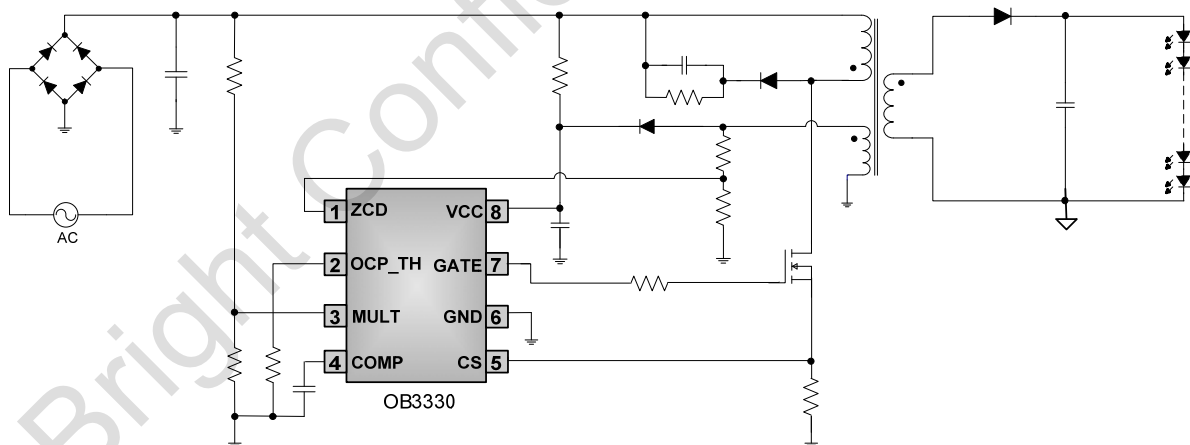 1 ZCD VCC 8
2 OCP_TH GATE 7
3 MULT GND 6
4 COMP CS 5
OB3330
AC
Bright Confi